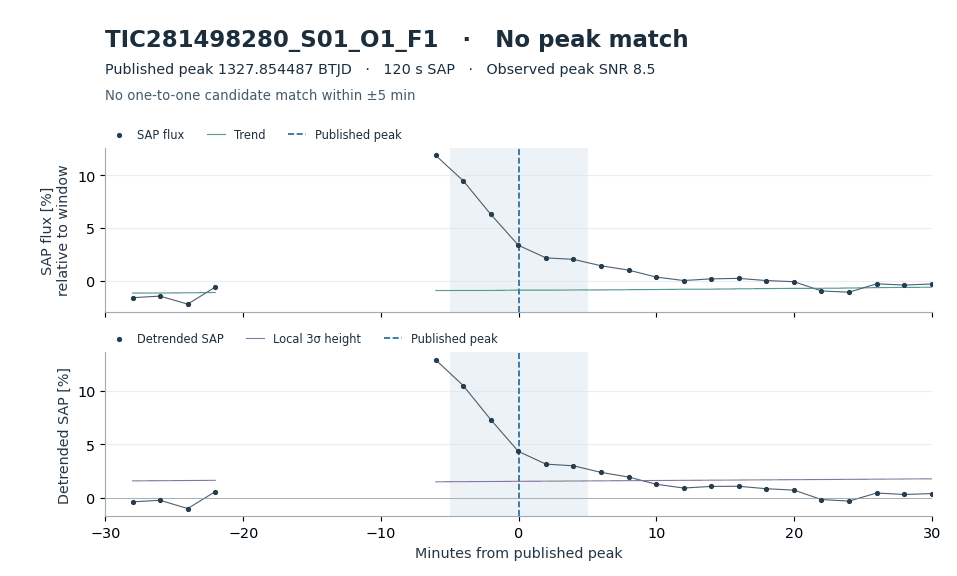 TIC281498280_S01_O1_F1 · No peak match
Published peak 1327.854487 BTJD · 120 s SAP · Observed peak SNR 8.5
No one-to-one candidate match within ±5 min
SAP flux Trend Published peak
SAP flux [%]
relative to window
10
5
0
Detrended SAP Local 3σ height Published peak
Detrended SAP [%]
10
5
0
−30 −20 −10 0 10 20 30
Minutes from published peak